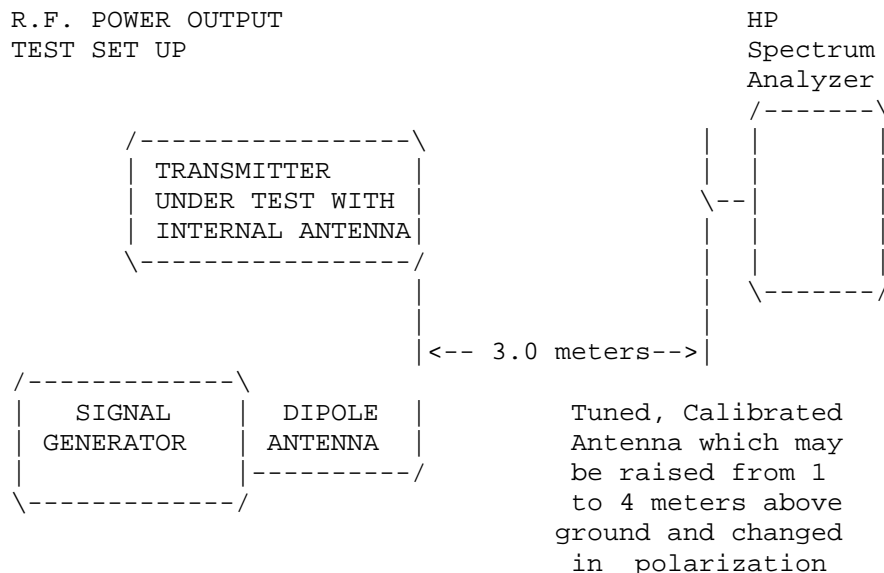 R.F. POWER OUTPUT
TEST SET UP
HP
Spectrum
Analyzer
TRANSMITTER
UNDER TEST WITH
INTERNAL ANTENNA
<-- 3.0 meters-->
SIGNAL
GENERATOR
DIPOLE
ANTENNA
Tuned, Calibrated
Antenna which may
be raised from 1
to 4 meters above
ground and changed
in polarization